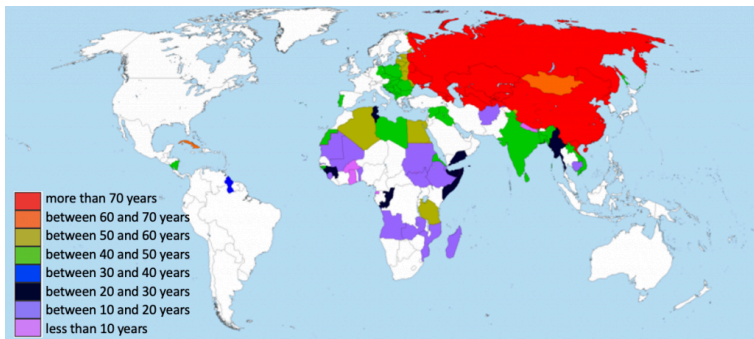 more than 70 years
between 60 and 70 years
between 50 and 60 years
between 40 and 50 years
between 30 and 40 years
between 20 and 30 years
between 10 and 20 years
less than 10 years